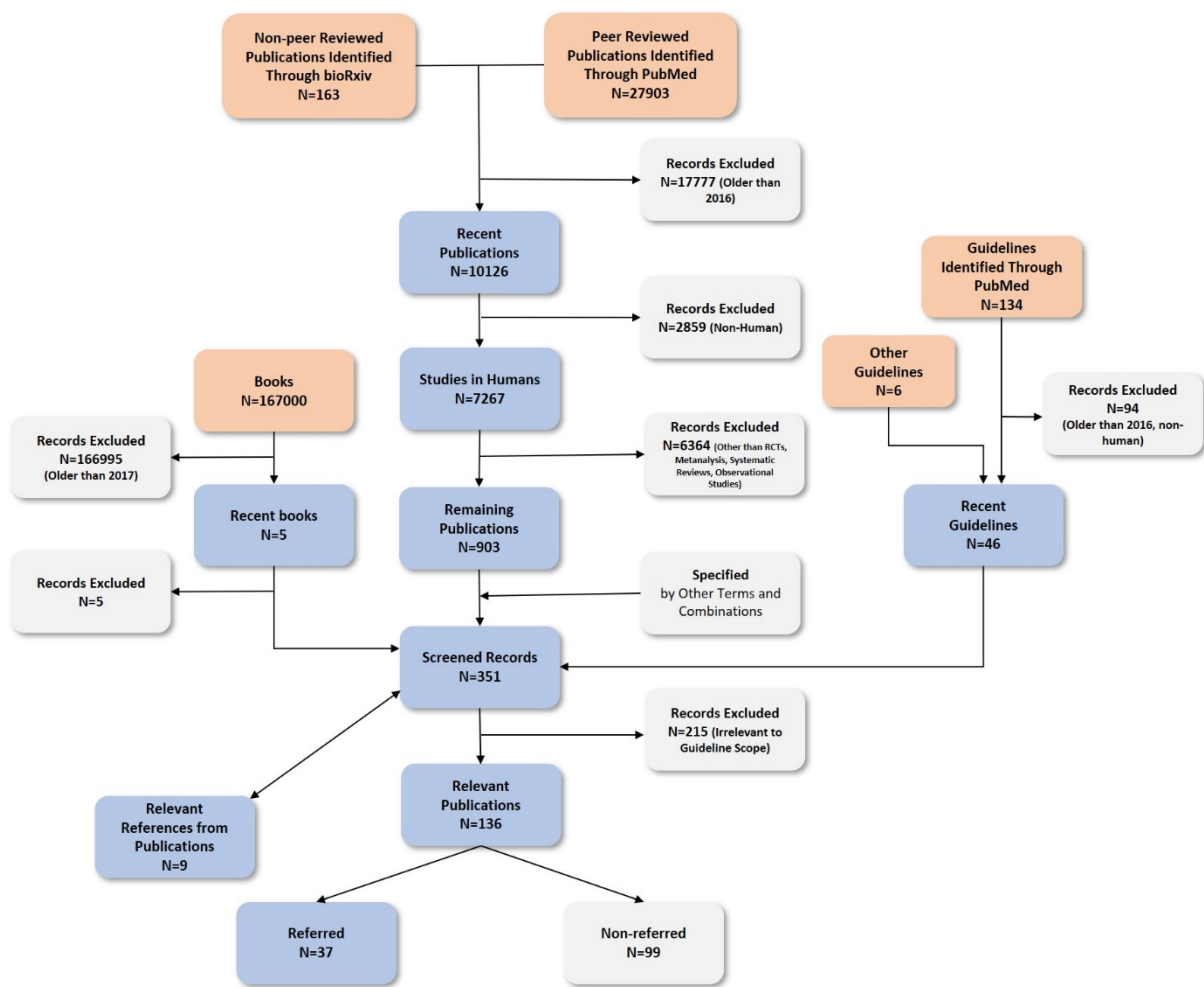 Non-peer Reviewed
Publications Identified
Through bioRxiv
N=163
Peer Reviewed
Publications Identified
Through PubMed
N=27903
Records Excluded
N=17777 (Older than
2016)
Recent
Publications
N=10126
Guidelines
Identified Through
PubMed
N=134
Records Excluded
N=2859 (Non-Human)
Other
Guidelines
N=6
Books
N=167000
Studies in Humans
N=7267
Records Excluded
N=94
(Older than 2016, non-
human)
Records Excluded
N=166995
(Older than 2017)
Records Excluded
N=6364 (Other than RCTs,
Metanalysis, Systematic
Reviews, Observational
Studies)
Recent books
N=5
Remaining
Publications
N=903
Recent
Guidelines
N=46
Records Excluded
N=5
Specified
by Other Terms and
Combinations
Screened Records
N=351
Records Excluded
N=215 (Irrelevant to
Guideline Scope)
Relevant
Publications
N=136
Relevant
References from
Publications
N=9
Referred
N=37
Non-referred
N=99